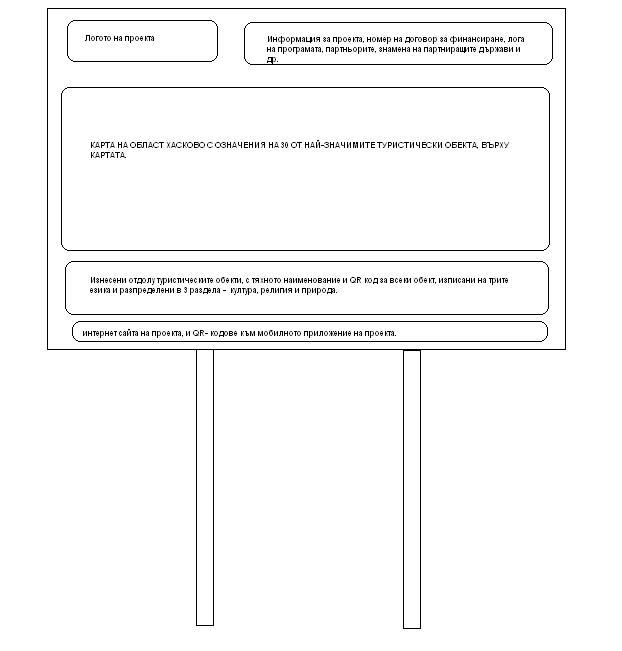 Логото на проекта
Информация за проекта, номер на договор за финансиране, лога
на програмата, партньорите, знамена на партниращите държави и
др.
КАРТА НА ОБЛАСТ ХАСКОВО С ОЗНАЧЕНИЯ НА 30 ОТ НАЙ-ЗНАЧИМИТЕ ТУРИСТИЧЕСКИ ОБЕКТА, ВЪРХУ
КАРТАТА.
Изнесени отдолу туристическите обекти, с тяхното наименование и QR код за всеки обект, изписани на трите
езика и разпределени в 3 раздела - култура, религия и природа.
интернет сайта на проекта, и QR- кодове към мобилното приложение на проекта.